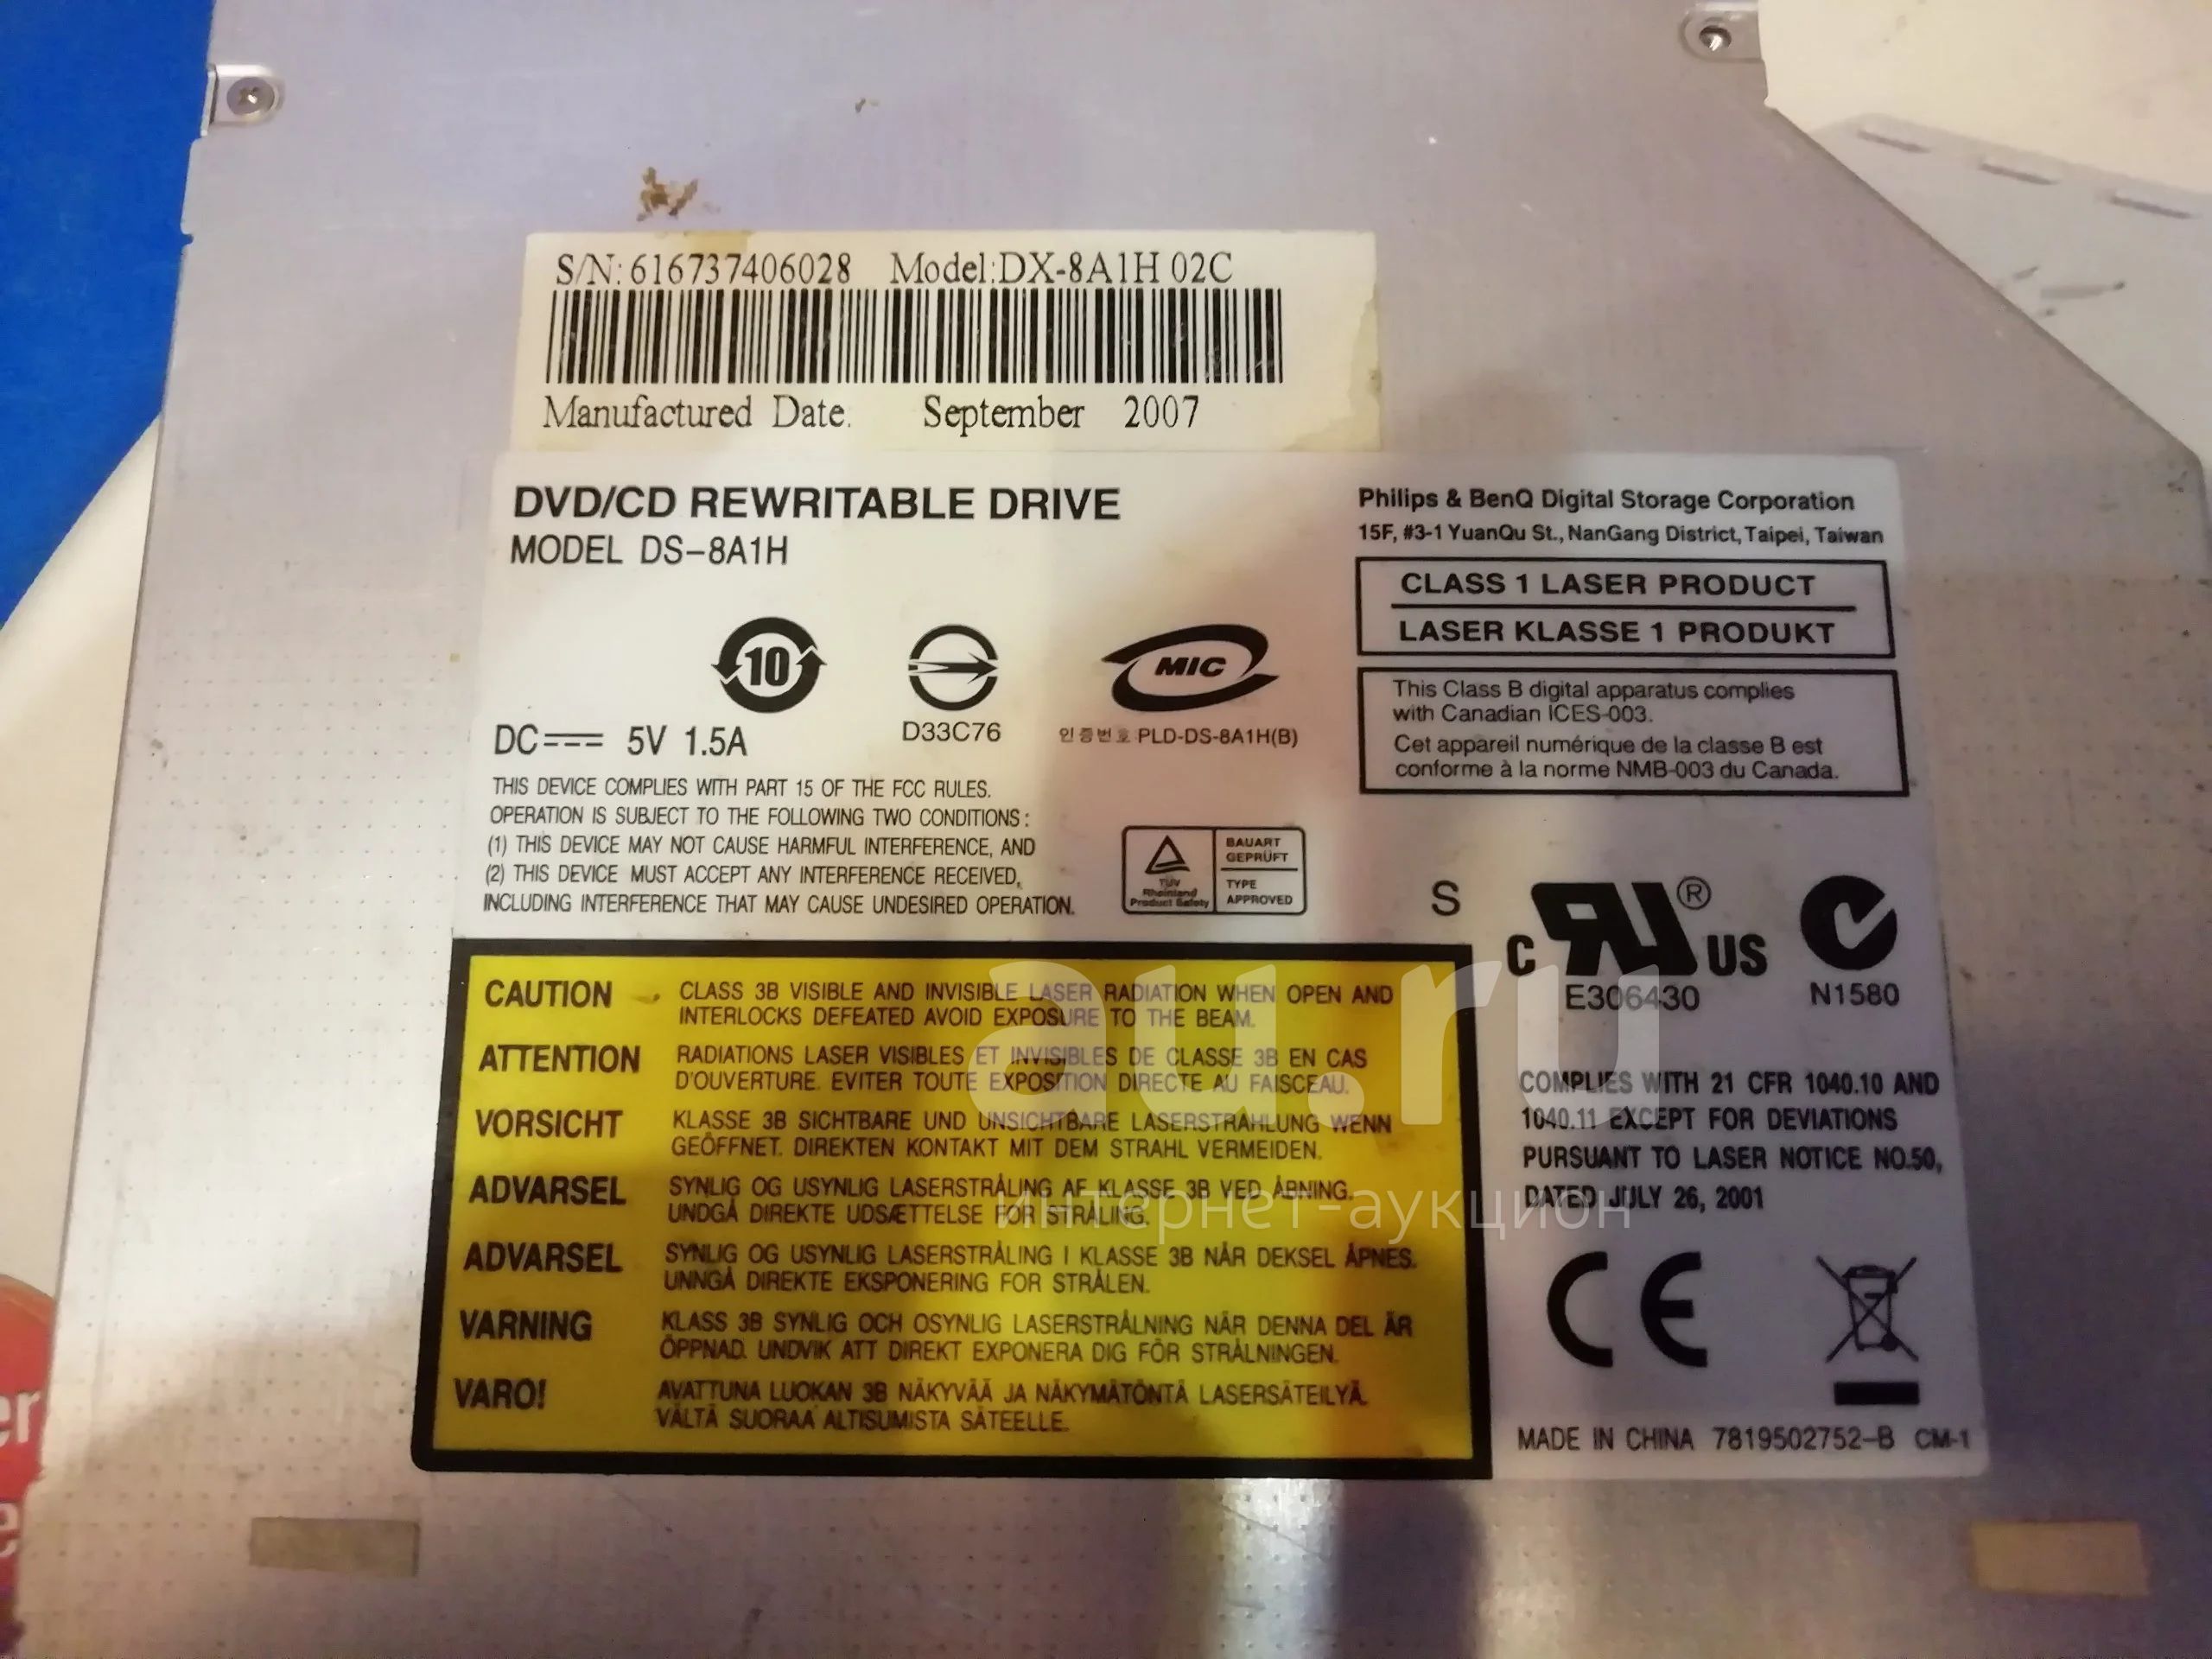 S/N: 616737406028 Model:DX-8A1H 02C
Manufactured Date. September 2007
DVD/CD REWRITABLE DRIVE
MODEL DS-8A1H
Philips & BenQ Digital Storage Corporation
15F, #3-1 YuanQu St., NanGang District, Taipei, Taiwan
CLASS 1 LASER PRODUCT
LASER KLASSE 1 PRODUKT
This Class B digital apparatus complies
with Canadian ICES-003.
Cet appareil numérique de la classe B est
conforme à la norme NMB-003 du Canada.
10
D33C76
MIC
인증번호 PLD-DS-8A1H(B)
DC 5V 1.5A
THIS DEVICE COMPLIES WITH PART 15 OF THE FCC RULES.
OPERATION IS SUBJECT TO THE FOLLOWING TWO CONDITIONS :
(1) THIS DEVICE MAY NOT CAUSE HARMFUL INTERFERENCE, AND
(2) THIS DEVICE MUST ACCEPT ANY INTERFERENCE RECEIVED,
INCLUDING INTERFERENCE THAT MAY CAUSE UNDESIRED OPERATION.
TÜV
Rheinland
Product Safety
BAUART
GEPRÜFT
TYPE
APPROVED
S
C RU ® US
E306430
N1580
CAUTION CLASS 3B VISIBLE AND INVISIBLE LASER RADIATION WHEN OPEN AND
INTERLOCKS DEFEATED AVOID EXPOSURE TO THE BEAM.
ATTENTION RADIATIONS LASER VISIBLES ET INVISIBLES DE CLASSE 3B EN CAS
D'OUVERTURE. EVITER TOUTE EXPOSITION DIRECTE AU FAISCEAU.
VORSICHT KLASSE 3B SICHTBARE UND UNSICHTBARE LASERSTRAHLUNG WENN
GEÖFFNET. DIREKTEN KONTAKT MIT DEM STRAHL VERMEIDEN.
ADVARSEL SYNLIG OG USYNLIG LASERSTRÅLING AF KLASSE 3B VED ÅBNING.
UNDGÅ DIREKTE UDSÆTTELSE FOR STRÅLING.
ADVARSEL SYNLIG OG USYNLIG LASERSTRÅLING I KLASSE 3B NÅR DEKSEL ÅPNES.
UNNGÅ DIREKTE EKSPONERING FOR STRÅLEN.
VARNING KLASS 3B SYNLIG OCH OSYNLIG LASERSTRÅLNING NÄR DENNA DEL ÄR
ÖPPNAD. UNDVIK ATT DIREKT EXPONERA DIG FÖR STRÅLNINGEN.
VARO! AVATTUNA LUOKAN 3B NÄKYVÄÄ JA NÄKYMÄTÖNTÄ LASERSÄTEILYÄ.
VÄLTÄ SUORAA ALTISUMISTA SÄTEELLE.
COMPLIES WITH 21 CFR 1040.10 AND
1040.11 EXCEPT FOR DEVIATIONS
PURSUANT TO LASER NOTICE NO.50,
DATED JULY 26, 2001
CE
MADE IN CHINA 7819502752-B CM-1
au.ru
интернет-аукцион